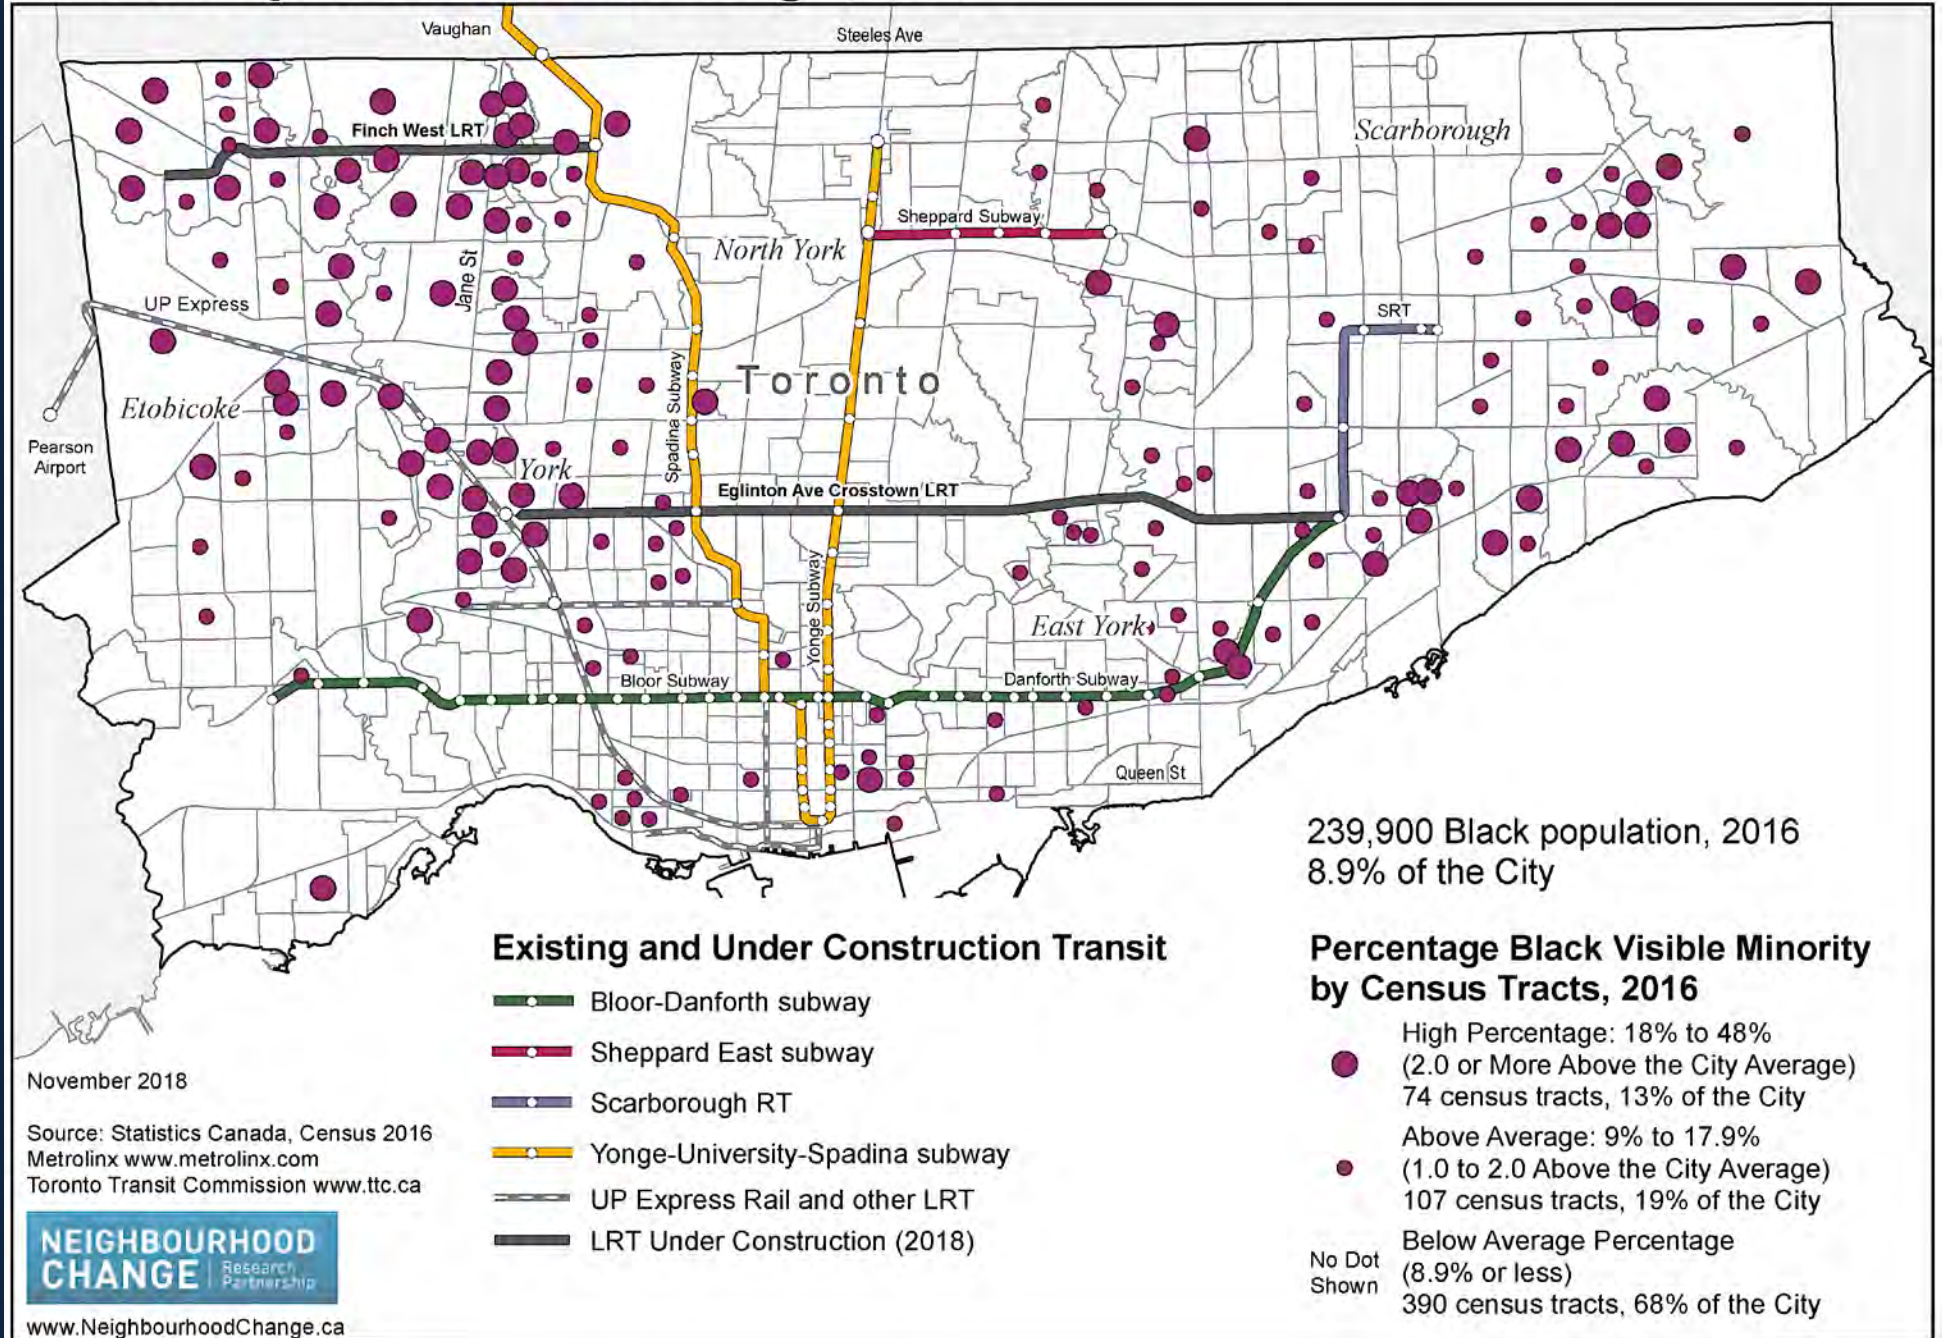 Vaughan
Steeles Ave
Finch West LRT
Scarborough
Sheppard Subway
North York
Jane St
UP Express
SRT
Spadina Subway
Toronto
Etobicoke
Pearson
Airport
York
Eglinton Ave Crosstown LRT
Yonge Subway
East York
Bloor Subway
Danforth Subway
Queen St
239,900 Black population, 2016
8.9% of the City
Existing and Under Construction Transit
Bloor-Danforth subway
Sheppard East subway
Scarborough RT
Yonge-University-Spadina subway
UP Express Rail and other LRT
LRT Under Construction (2018)
Percentage Black Visible Minority
by Census Tracts, 2016
High Percentage: 18% to 48%
(2.0 or More Above the City Average)
74 census tracts, 13% of the City
Above Average: 9% to 17.9%
(1.0 to 2.0 Above the City Average)
107 census tracts, 19% of the City
No Dot
Shown
Below Average Percentage
(8.9% or less)
390 census tracts, 68% of the City
November 2018
Source: Statistics Canada, Census 2016
Metrolinx www.metrolinx.com
Toronto Transit Commission www.ttc.ca
NEIGHBOURHOOD
CHANGE
Research
Partnership
www.NeighbourhoodChange.ca